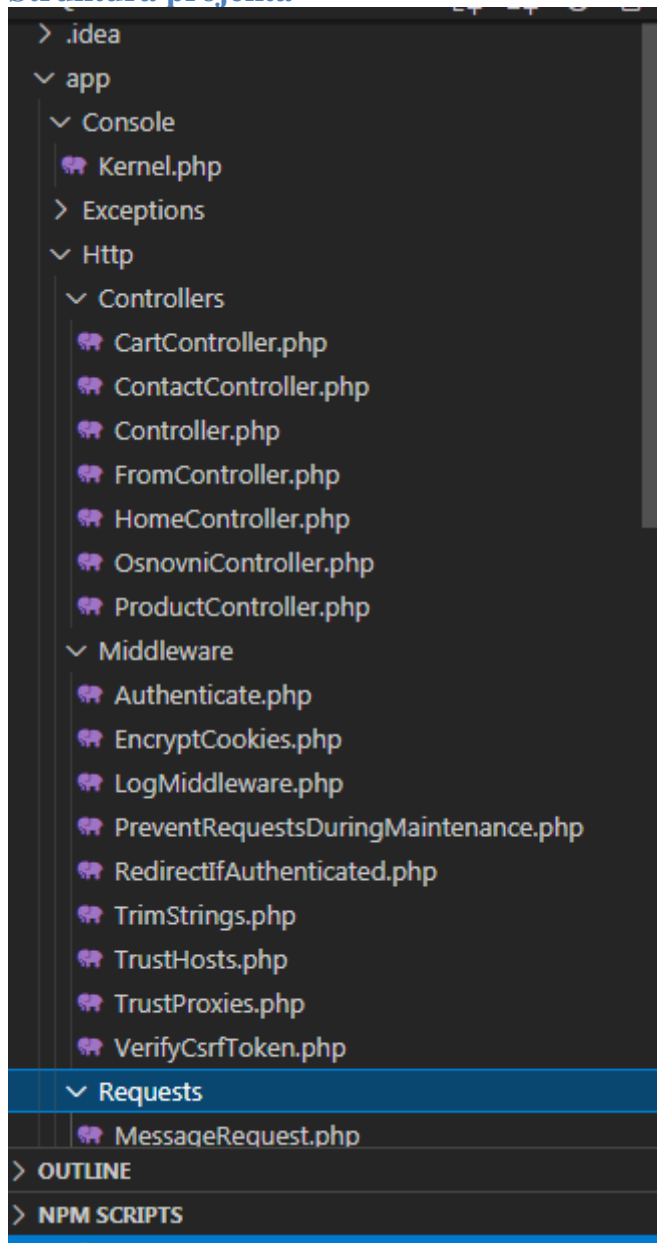 Struktura projekta
.idea
app
Console
Kernel.php
Exceptions
Http
Controllers
CartController.php
ContactController.php
Controller.php
FromController.php
HomeController.php
OsnovniController.php
ProductController.php
Middleware
Authenticate.php
EncryptCookies.php
LogMiddleware.php
PreventRequestsDuringMaintenance.php
RedirectIfAuthenticated.php
TrimStrings.php
TrustHosts.php
TrustProxies.php
VerifyCsrfToken.php
Requests
MessageRequest.php
OUTLINE
NPM SCRIPTS